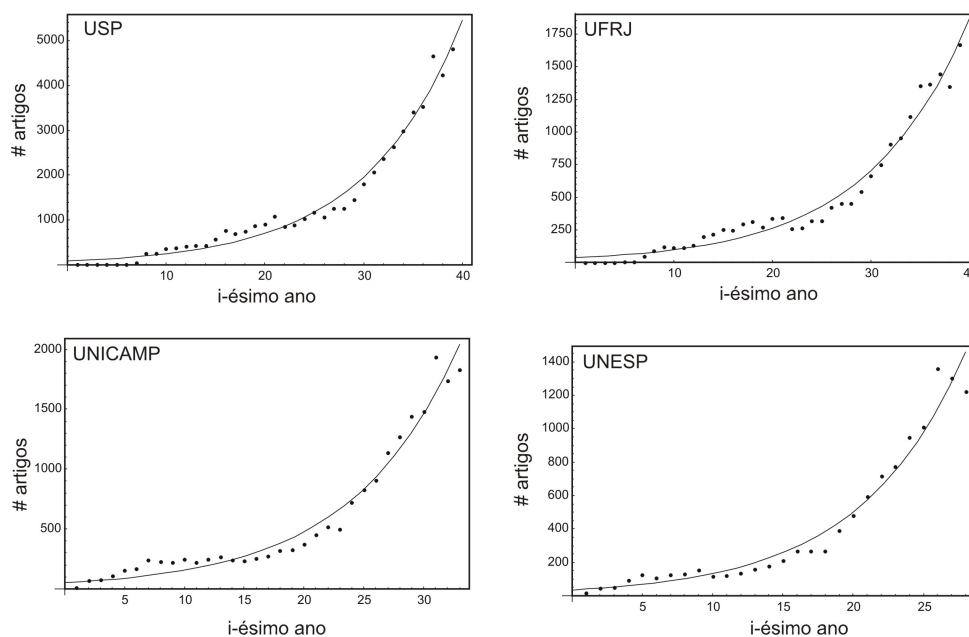 USP
5000
4000
3000
2000
1000
# artigos
10 20 30 40
i-ésimo ano
UFRJ
1750
1500
1250
1000
750
500
250
# artigos
10 20 30 4
i-ésimo ano
UNICAMP
2000
1500
1000
500
# artigos
5 10 15 20 25 30
i-ésimo ano
UNESP
1400
1200
1000
800
600
400
200
# artigos
5 10 15 20 25
i-ésimo ano